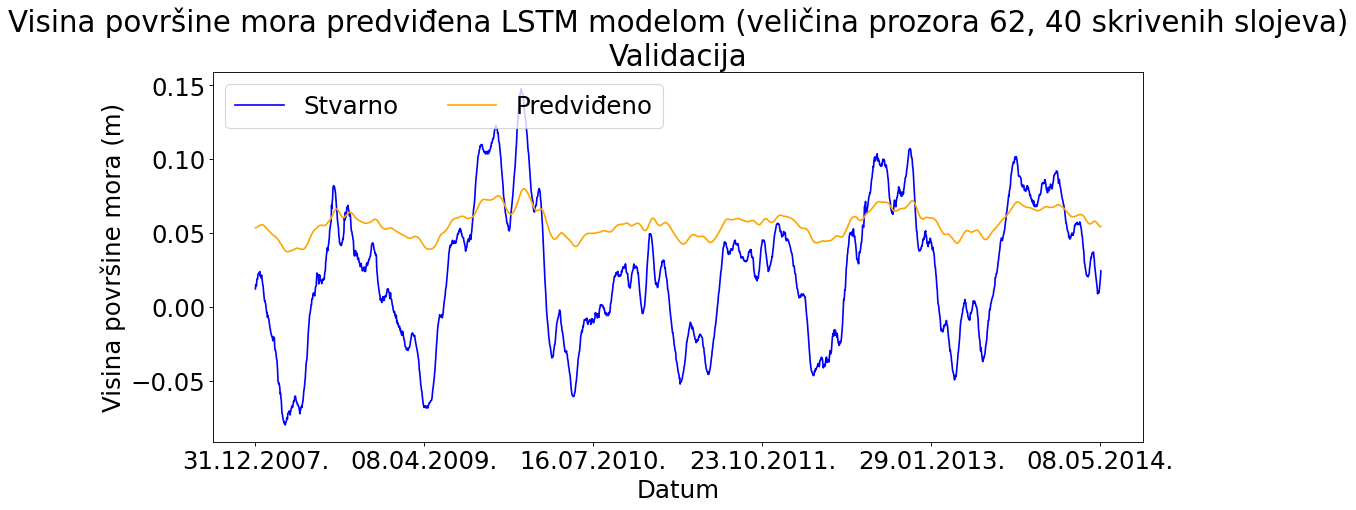 Visina površine mora predviđena LSTM modelom (veličina prozora 62, 40 skrivenih slojeva)
Validacija
Stvarno Predviđeno
Visina površine mora (m)
0.15
0.10
0.05
0.00
−0.05
31.12.2007. 08.04.2009. 16.07.2010. 23.10.2011. 29.01.2013. 08.05.2014.
Datum